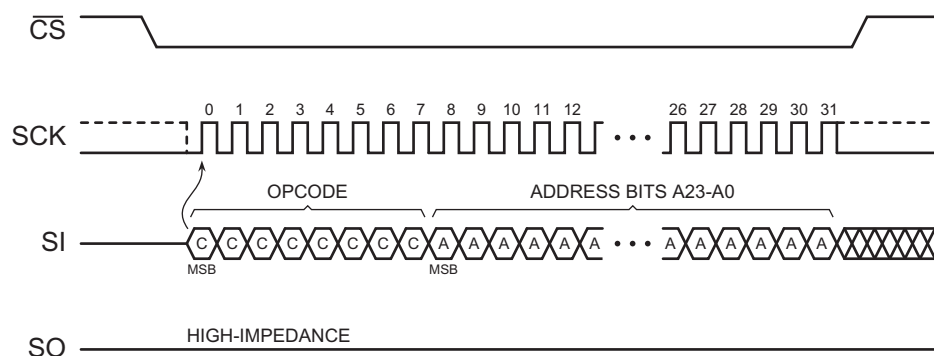 CS
0 1 2 3 4 5 6 7 8 9 10 11 12 26 27 28 29 30 31
SCK
OPCODE ADDRESS BITS A23-A0
SI C C C C C C C C A A A A A A A A A A A A
MSB MSB
HIGH-IMPEDANCE
SO